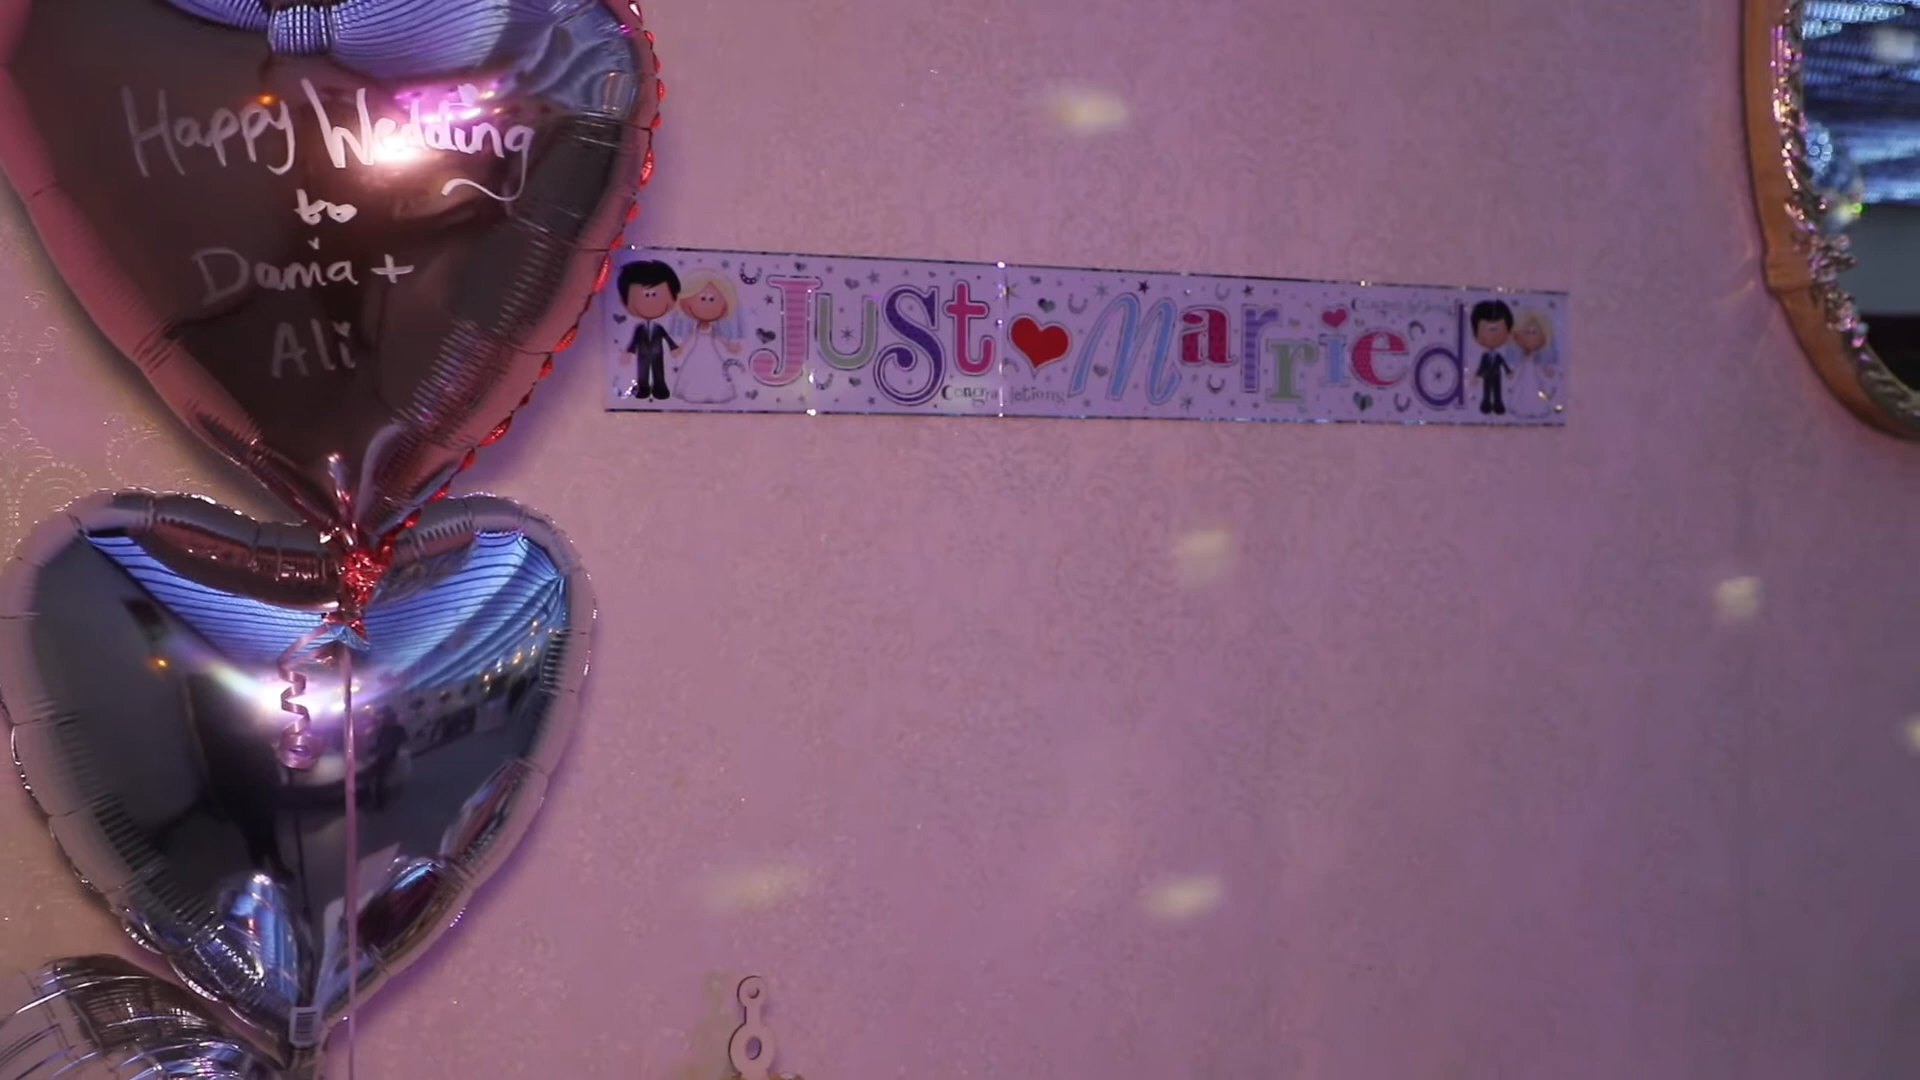 Happy Wedding
to
Dania +
Ali
Just Married
Congratulations